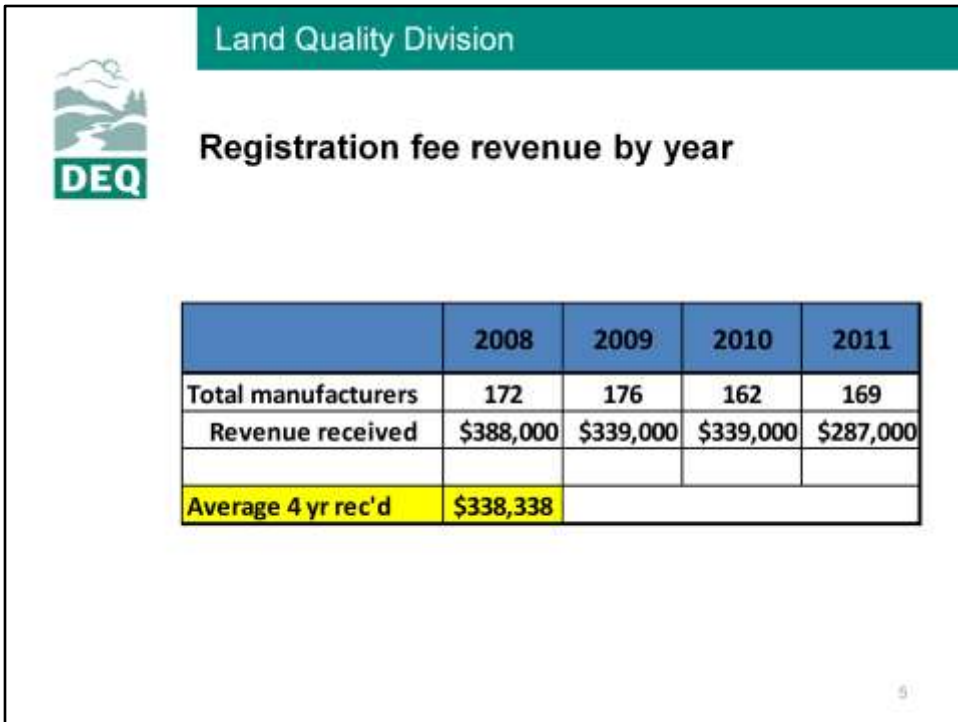 Land Quality Division
DEQ
Registration fee revenue by year
2008 2009 2010 2011
Total manufacturers 172 176 162 169
Revenue received $388,000 $339,000 $339,000 $287,000
Average 4 yr rec'd $338,338
5